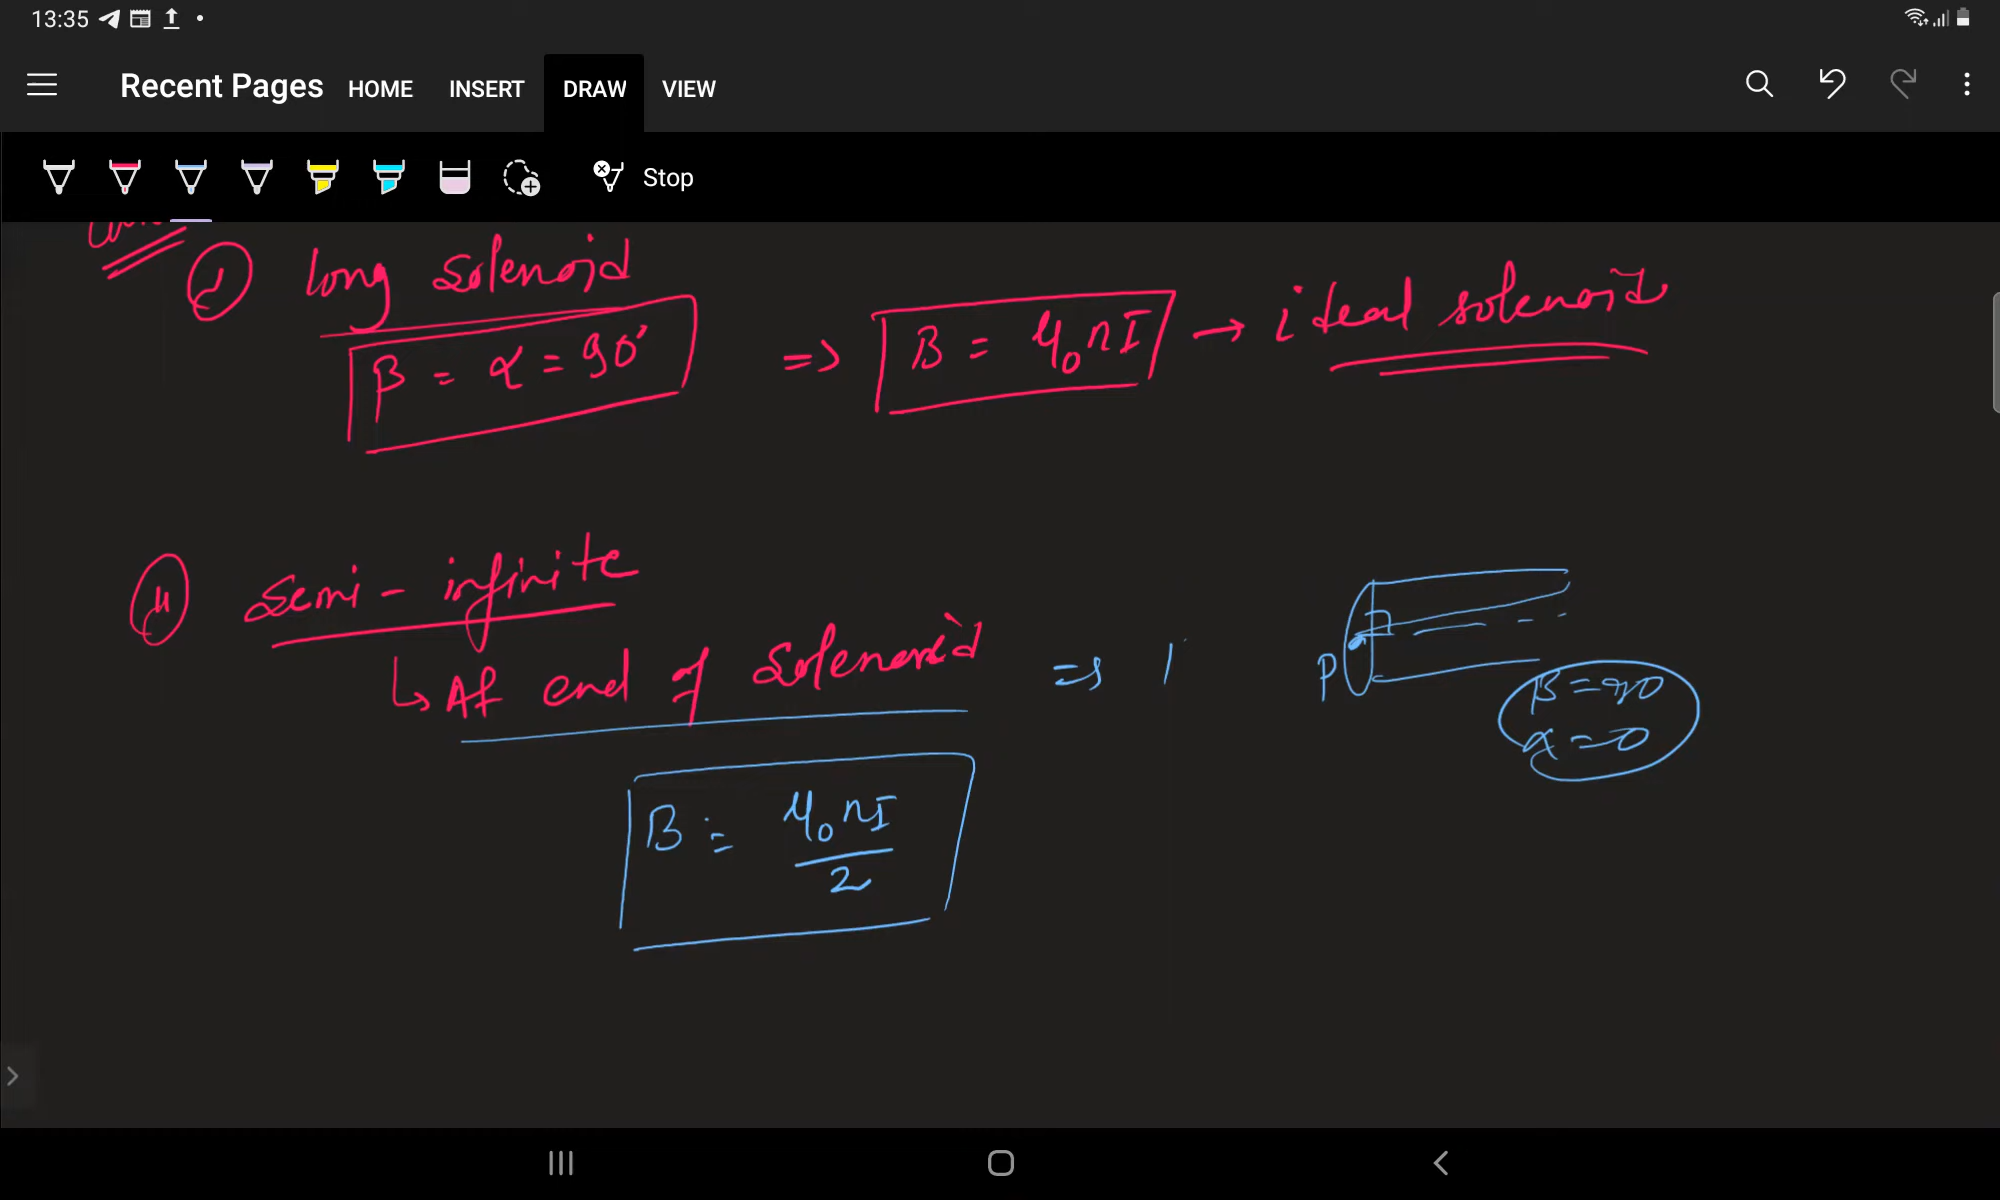 13:35
Recent Pages HOME INSERT DRAW VIEW
Stop
① long solenoid
β = α = 90° => B = μ₀nI → ideal solenoid
② semi-infinite
↳ At end of solenoid =>
P
β = 90
α = 0
B = μ₀nI / 2